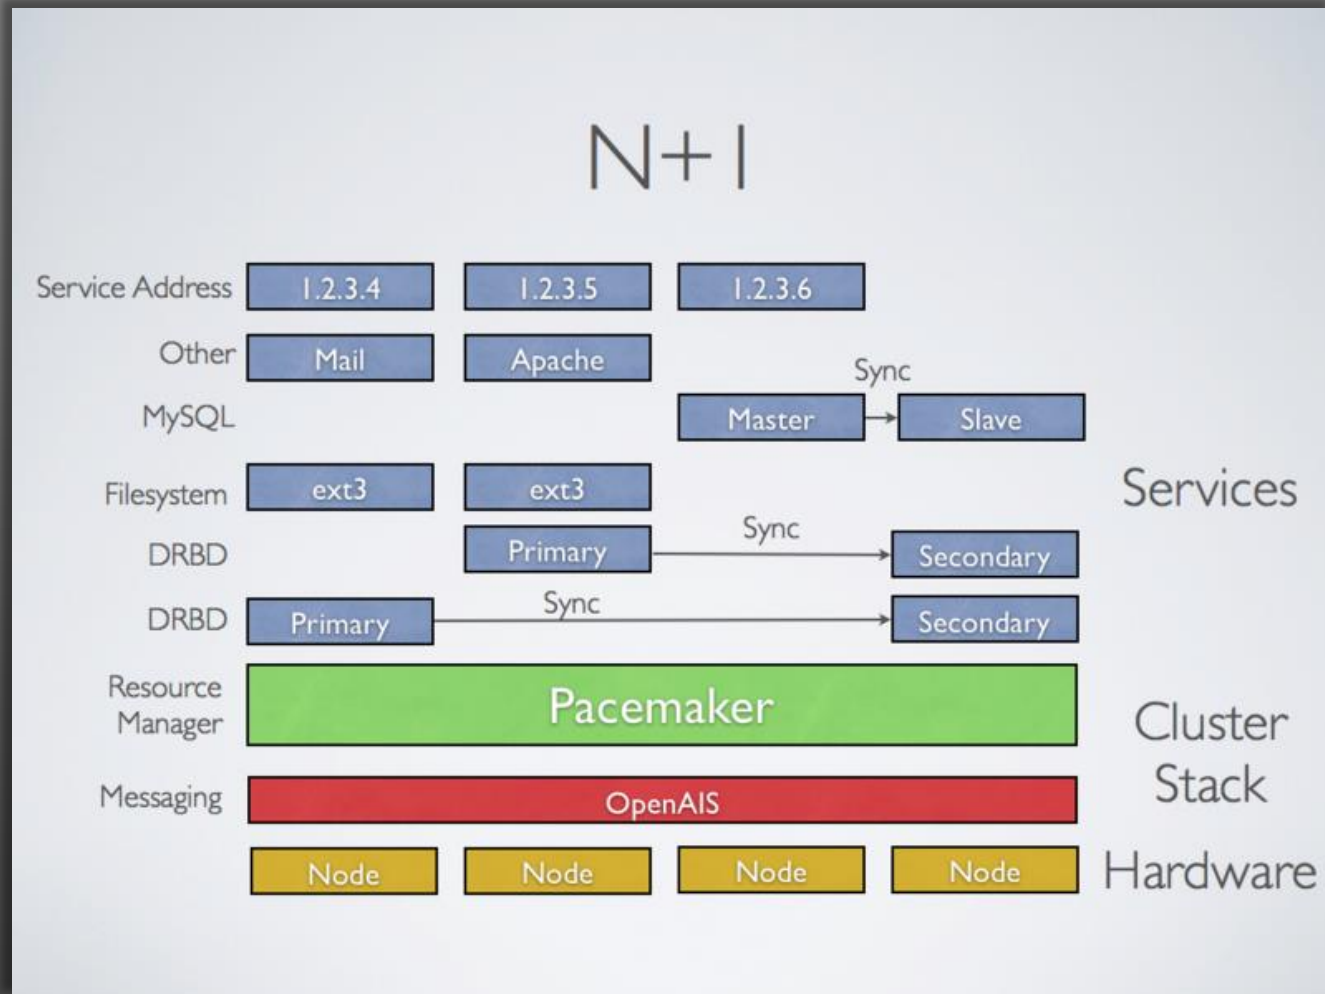 N+1
Service Address 1.2.3.4 1.2.3.5 1.2.3.6
Other Mail Apache
Sync
MySQL Master Slave
Filesystem ext3 ext3
Services
DRBD Primary Sync Secondary
DRBD Primary Sync Secondary
Resource
Manager
Pacemaker
Cluster
Stack
Messaging OpenAIS
Node Node Node Node Hardware